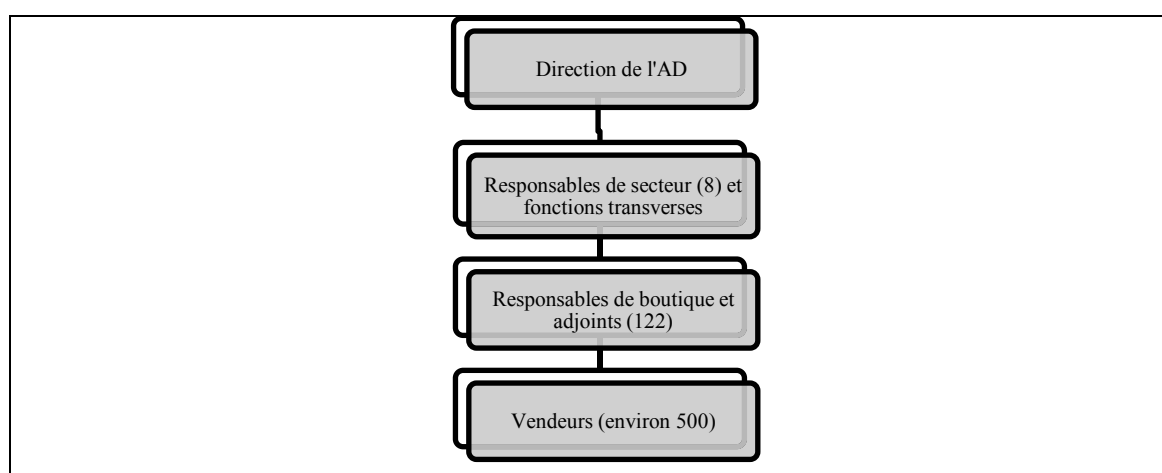 Direction de l'AD
Responsables de secteur (8) et
fonctions transverses
Responsables de boutique et
adjoints (122)
Vendeurs (environ 500)